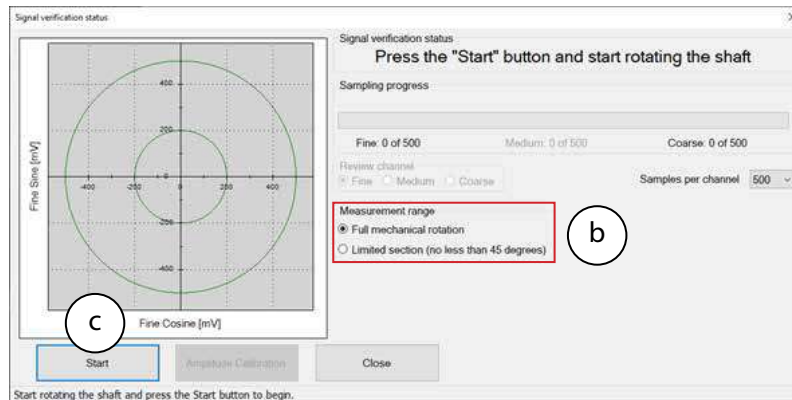 Signal verification status
Signal verification status
Press the "Start" button and start rotating the shaft
Sampling progress
Fine: 0 of 500 Medium: 0 of 500 Coarse: 0 of 500
Review channel
Fine Medium Coarse
Samples per channel 500
Measurement range
Full mechanical rotation
Limited section (no less than 45 degrees)
b
Fine Sine [mV]
400
200
-400 -200 0 200 400
-200
-400
Fine Cosine [mV]
c
Start Amplitude Calibration Close
Start rotating the shaft and press the Start button to begin.